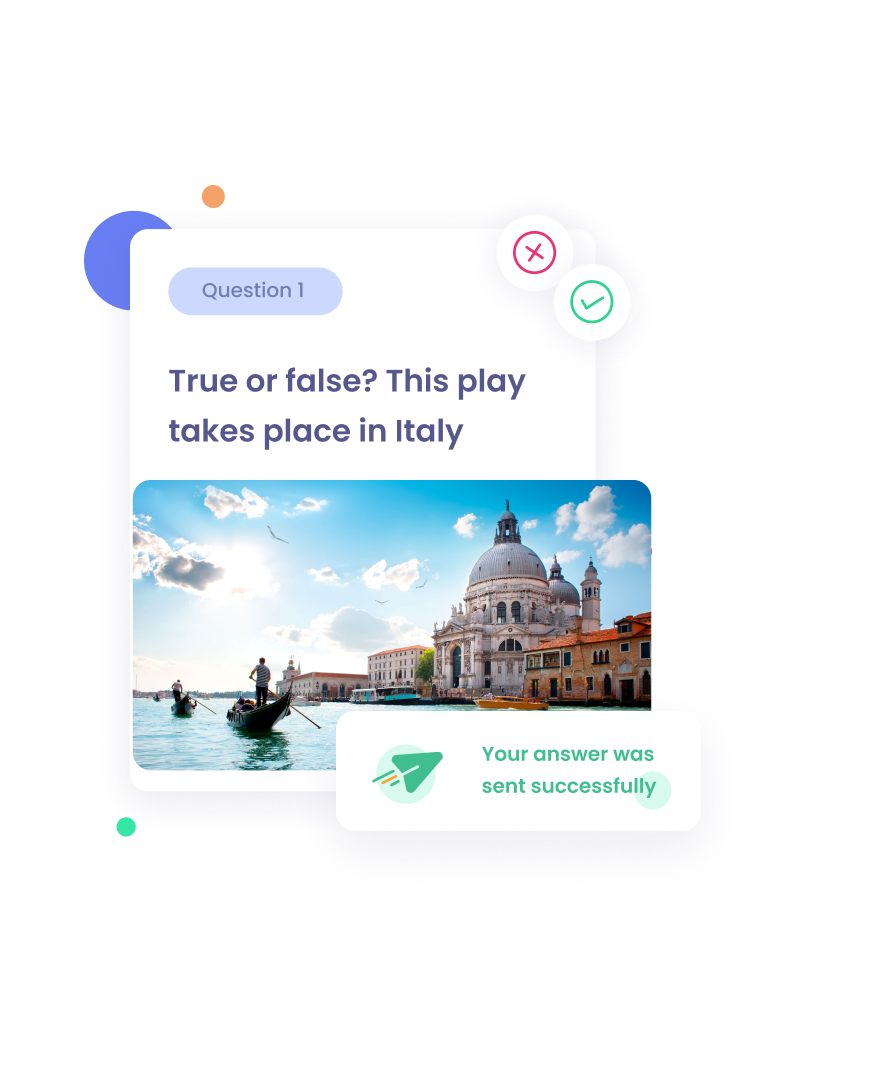 Question 1
True or false? This play
takes place in Italy
Your answer was
sent successfully